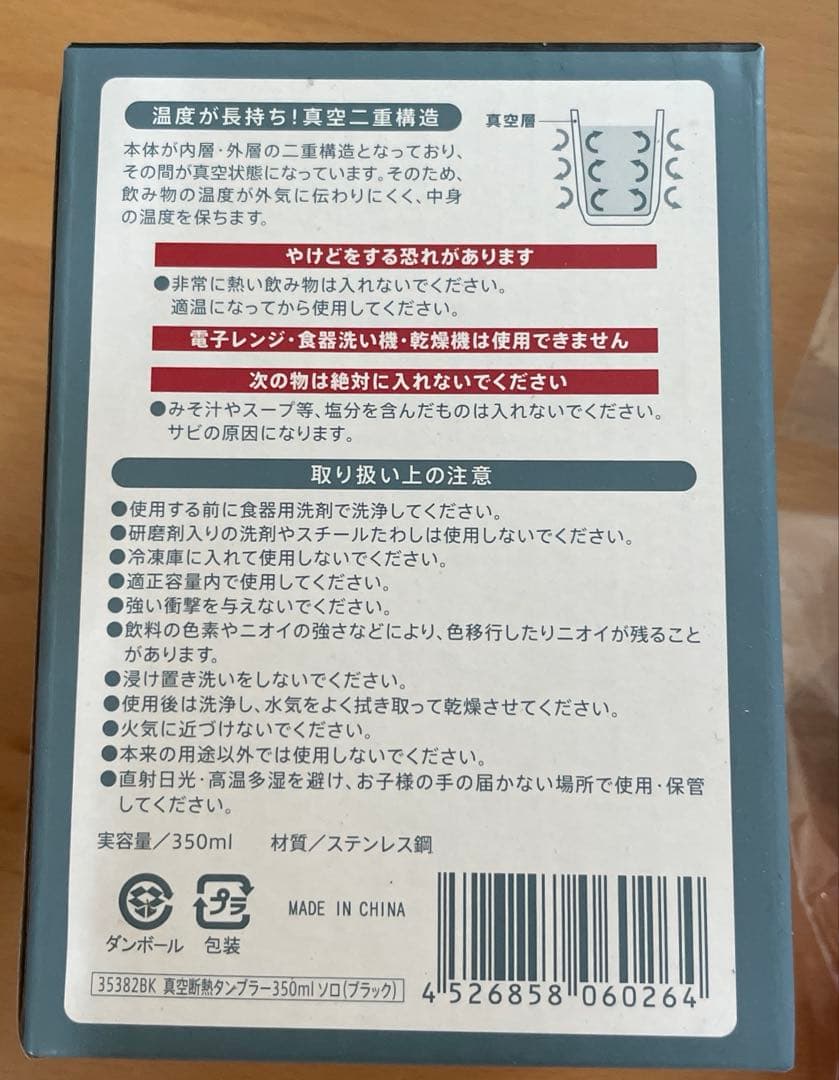 温度が長持ち!真空二重構造
真空層
本体が内層・外層の二重構造となっており、
その間が真空状態になっています。そのため、
飲み物の温度が外気に伝わりにくく、中身
の温度を保ちます。
やけどをする恐れがあります
●非常に熱い飲み物は入れないでください。
適温になってから使用してください。
電子レンジ・食器洗い機・乾燥機は使用できません
次の物は絶対に入れないでください
●みそ汁やスープ等、塩分を含んだものは入れないでください。
サビの原因になります。
取り扱い上の注意
●使用する前に食器用洗剤で洗浄してください。
●研磨剤入りの洗剤やスチールたわしは使用しないでください。
●冷凍庫に入れて使用しないでください。
●適正容量内で使用してください。
●強い衝撃を与えないでください。
●飲料の色素やニオイの強さなどにより、色移行したりニオイが残ること
があります。
●浸け置き洗いをしないでください。
●使用後は洗浄し、水気をよく拭き取って乾燥させてください。
●火気に近づけないでください。
●本来の用途以外では使用しないでください。
●直射日光・高温多湿を避け、お子様の手の届かない場所で使用・保管
してください。
実容量/350ml 材質/ステンレス鋼
プラ
MADE IN CHINA
ダンボール 包装
35382BK 真空断熱タンブラー350ml ソロ(ブラック)
4 526858 060264